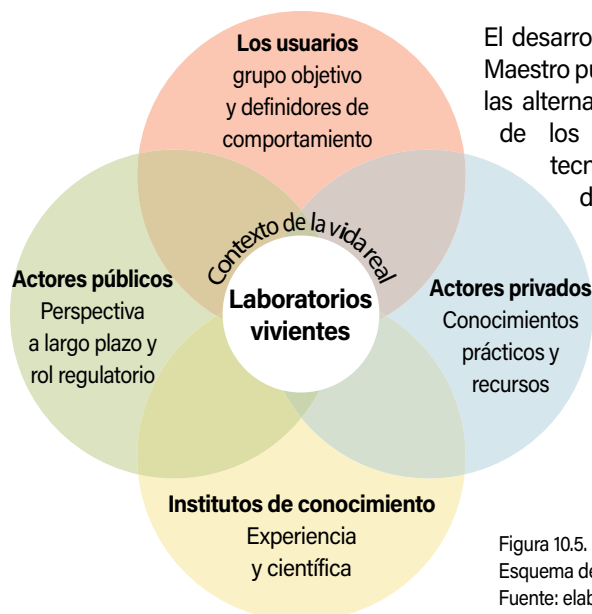 Los usuarios
grupo objetivo
y definidores de
comportamiento
El desarro
Maestro pu
las alterna
de los
tecn
d
Contexto de la vida real
Laboratorios
vivientes
Actores públicos
Perspectiva
a largo plazo y
rol regulatorio
Actores privados
Conocimientos
prácticos y
recursos
Institutos de conocimiento
Experiencia
y científica
Figura 10.5.
Esquema de
Fuente: elab